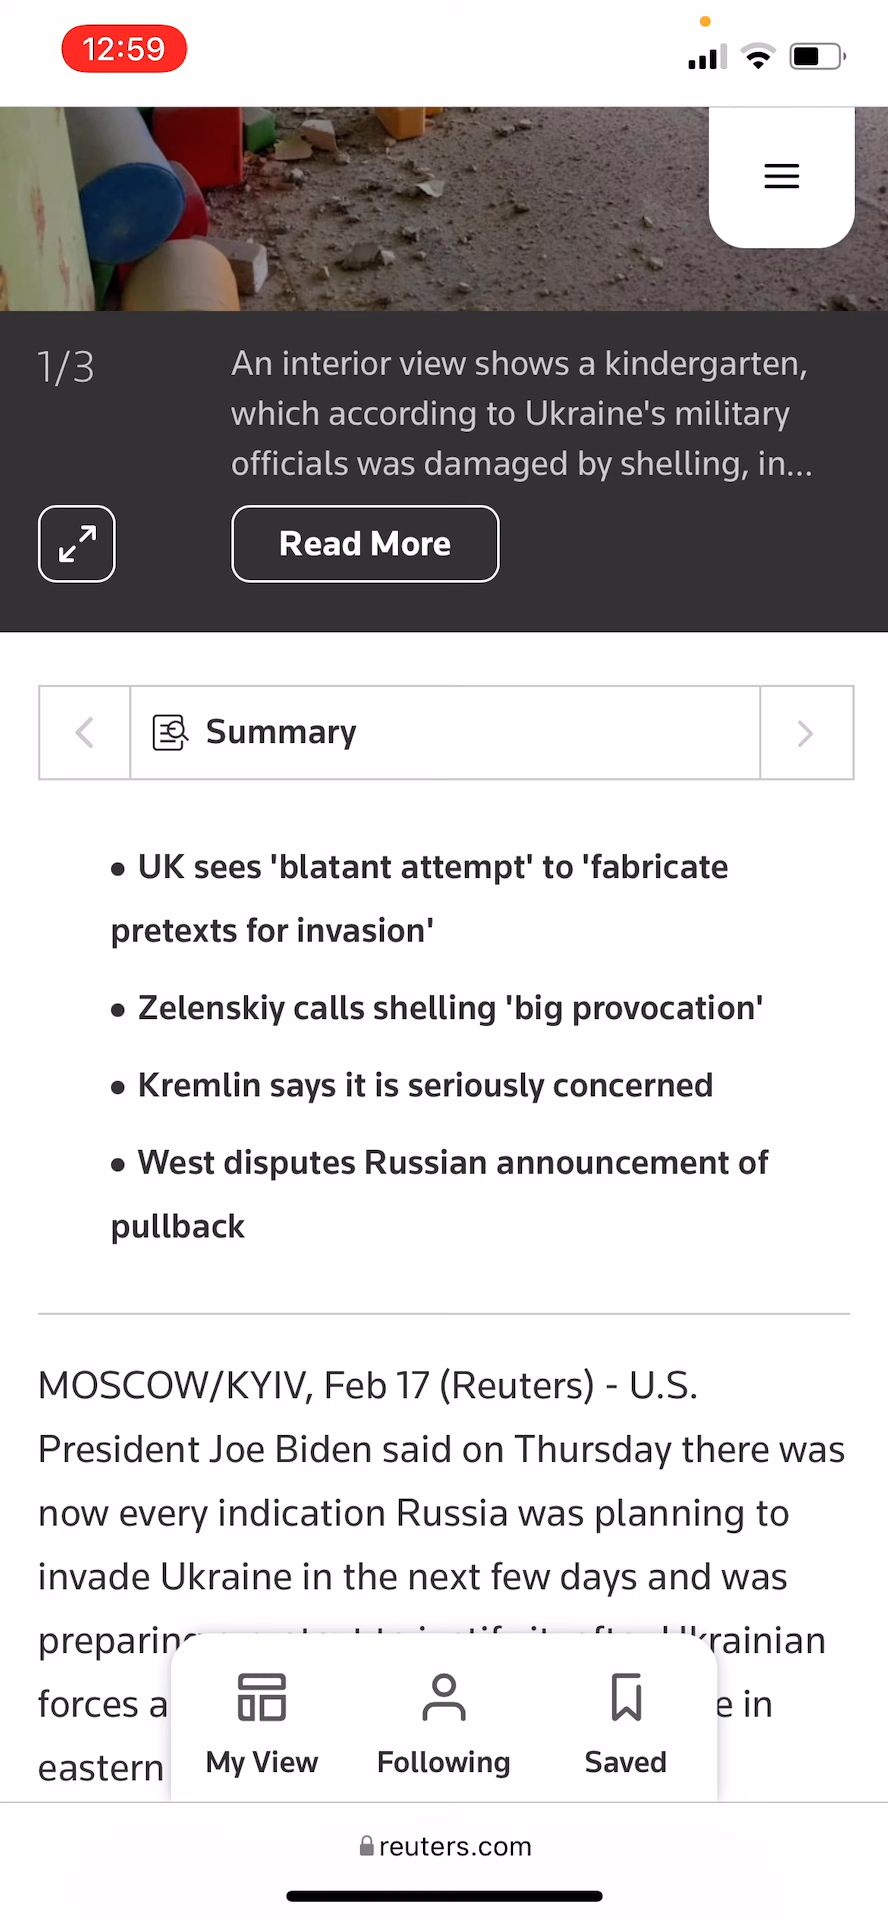 12:59
1/3
An interior view shows a kindergarten,
which according to Ukraine's military
officials was damaged by shelling, in...
Read More
Summary
• UK sees 'blatant attempt' to 'fabricate
pretexts for invasion'
• Zelenskiy calls shelling 'big provocation'
• Kremlin says it is seriously concerned
• West disputes Russian announcement of
pullback
MOSCOW/KYIV, Feb 17 (Reuters) - U.S.
President Joe Biden said on Thursday there was
now every indication Russia was planning to
invade Ukraine in the next few days and was
preparing Ukrainian
forces in
eastern
My View
Following
Saved
reuters.com